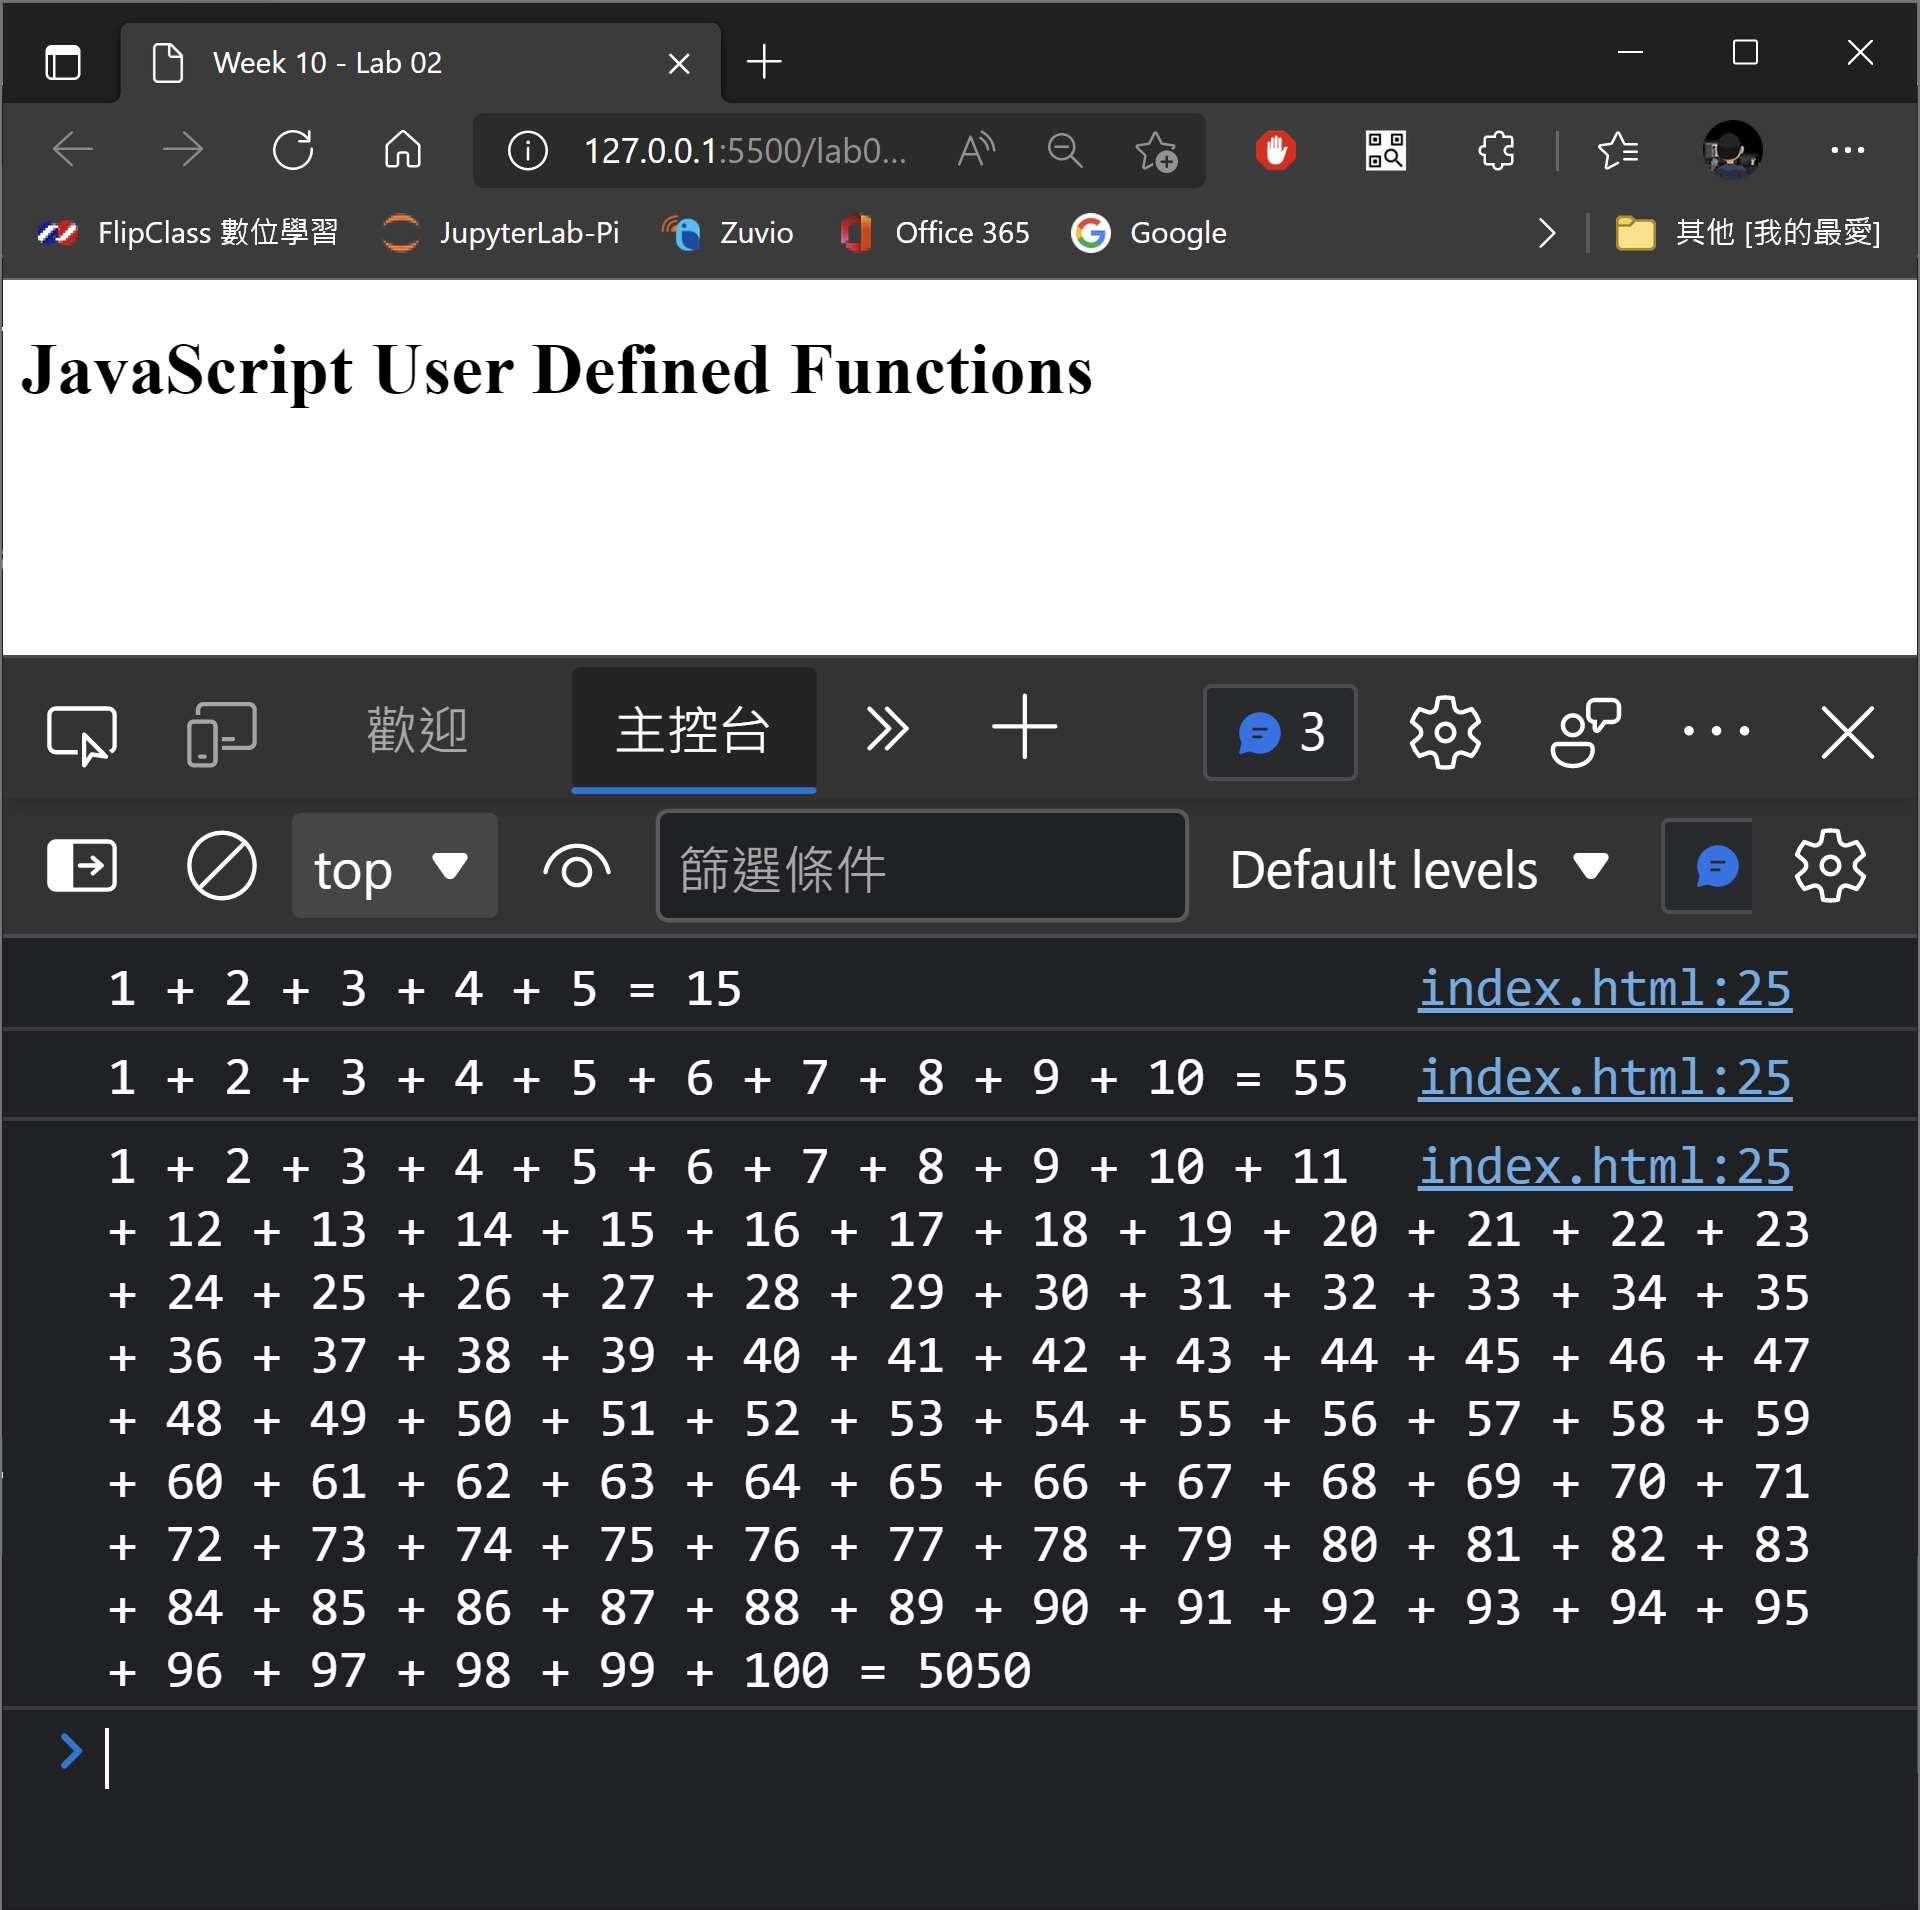 Week 10 - Lab 02
127.0.0.1:5500/lab0...
FlipClass 數位學習 JupyterLab-Pi Zuvio Office 365 Google 其他 [我的最愛]
JavaScript User Defined Functions
歡迎 主控台 3
top 篩選條件 Default levels
1 + 2 + 3 + 4 + 5 = 15 index.html:25
1 + 2 + 3 + 4 + 5 + 6 + 7 + 8 + 9 + 10 = 55 index.html:25
1 + 2 + 3 + 4 + 5 + 6 + 7 + 8 + 9 + 10 + 11 index.html:25
+ 12 + 13 + 14 + 15 + 16 + 17 + 18 + 19 + 20 + 21 + 22 + 23
+ 24 + 25 + 26 + 27 + 28 + 29 + 30 + 31 + 32 + 33 + 34 + 35
+ 36 + 37 + 38 + 39 + 40 + 41 + 42 + 43 + 44 + 45 + 46 + 47
+ 48 + 49 + 50 + 51 + 52 + 53 + 54 + 55 + 56 + 57 + 58 + 59
+ 60 + 61 + 62 + 63 + 64 + 65 + 66 + 67 + 68 + 69 + 70 + 71
+ 72 + 73 + 74 + 75 + 76 + 77 + 78 + 79 + 80 + 81 + 82 + 83
+ 84 + 85 + 86 + 87 + 88 + 89 + 90 + 91 + 92 + 93 + 94 + 95
+ 96 + 97 + 98 + 99 + 100 = 5050